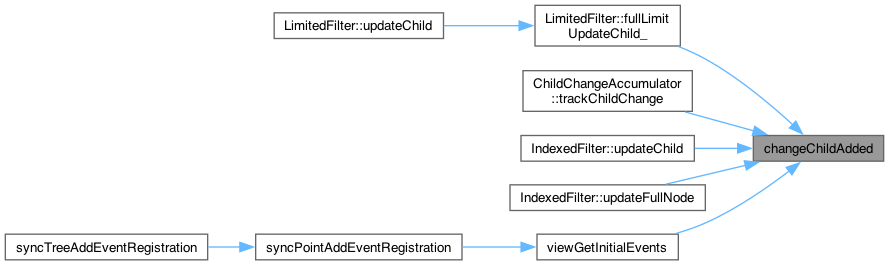 LimitedFilter::updateChild
LimitedFilter::fullLimit
UpdateChild_
ChildChangeAccumulator
::trackChildChange
IndexedFilter::updateChild
changeChildAdded
IndexedFilter::updateFullNode
syncTreeAddEventRegistration
syncPointAddEventRegistration
viewGetInitialEvents